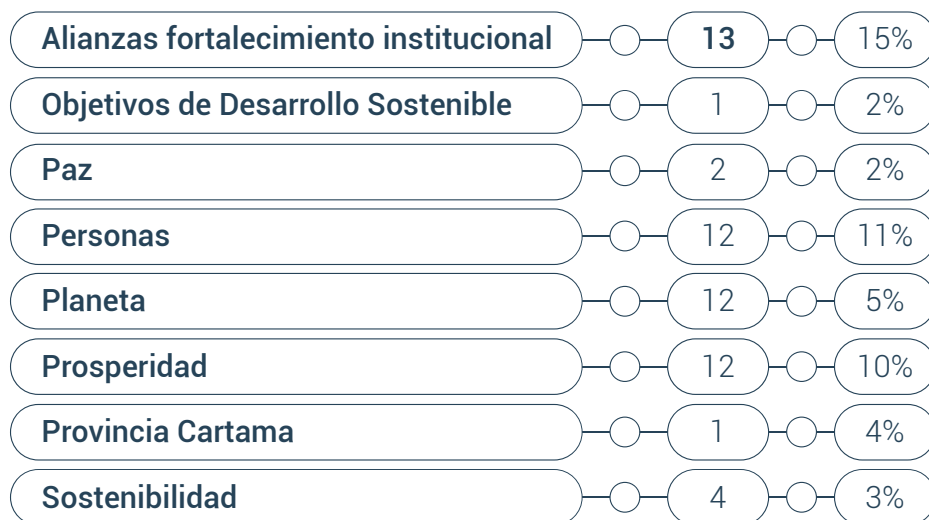 Alianzas fortalecimiento institucional 13 15%
Objetivos de Desarrollo Sostenible 1 2%
Paz 2 2%
Personas 12 11%
Planeta 12 5%
Prosperidad 12 10%
Provincia Cartama 1 4%
Sostenibilidad 4 3%